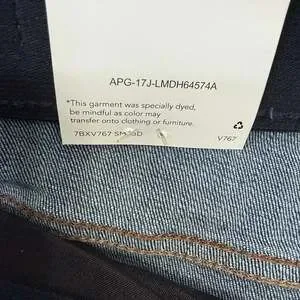 APG-17J-LMDH64574A
*This garment was specially dyed,
be mindful as color may
transfer onto clothing or furniture.
7BXV767
V767